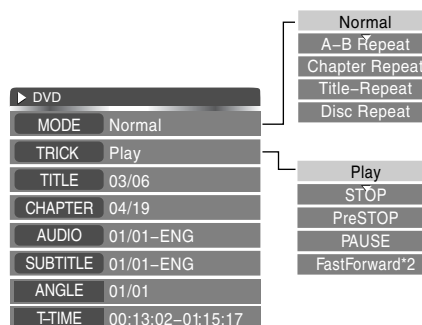 DVD
MODE Normal
TRICK Play
TITLE 03/06
CHAPTER 04/19
AUDIO 01/01-ENG
SUBTITLE 01/01-ENG
ANGLE 01/01
T-TIME 00:13:02-01:15:17
Normal
A-B Repeat
Chapter Repeat
Title-Repeat
Disc Repeat
Play
STOP
PreSTOP
PAUSE
FastForward*2